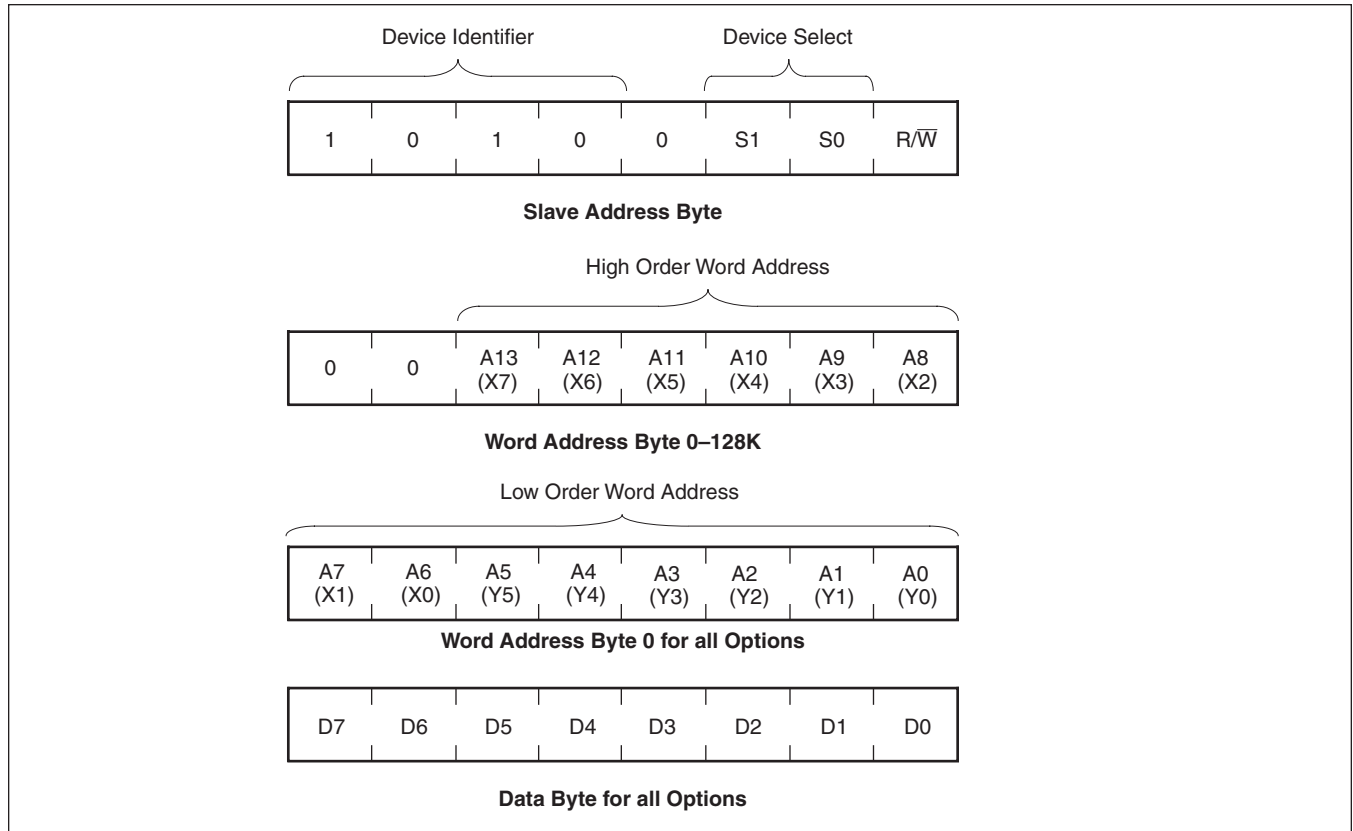 Device Identifier Device Select
1 0 1 0 0 S1 S0 R/W̅
Slave Address Byte
High Order Word Address
0 0 A13 A12 A11 A10 A9 A8
(X7) (X6) (X5) (X4) (X3) (X2)
Word Address Byte 0–128K
Low Order Word Address
A7 A6 A5 A4 A3 A2 A1 A0
(X1) (X0) (Y5) (Y4) (Y3) (Y2) (Y1) (Y0)
Word Address Byte 0 for all Options
D7 D6 D5 D4 D3 D2 D1 D0
Data Byte for all Options